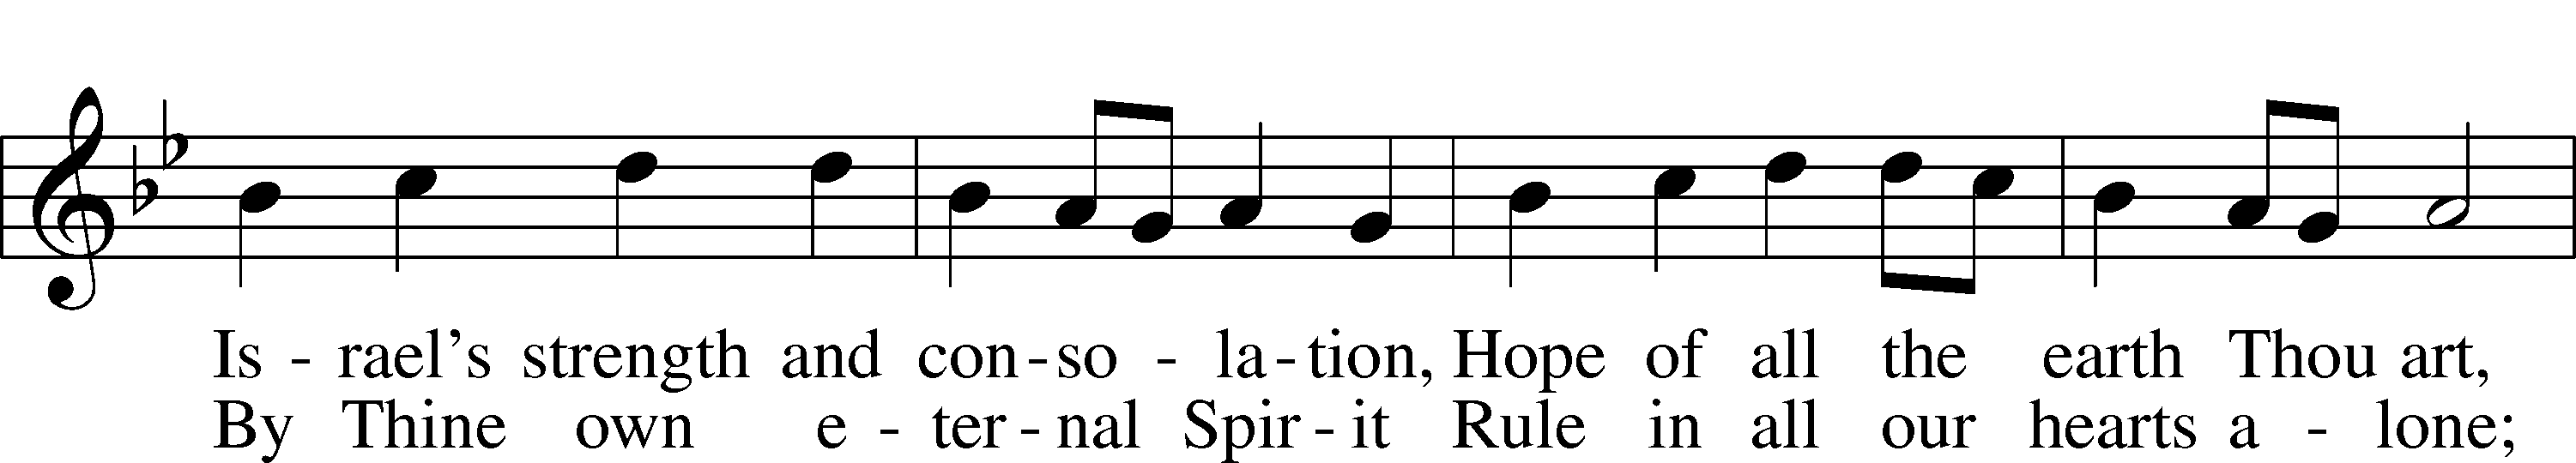 Is - rael's strength and con - so - la - tion, Hope of all the earth Thou art,
By Thine own e - ter - nal Spir - it Rule in all our hearts a - lone;